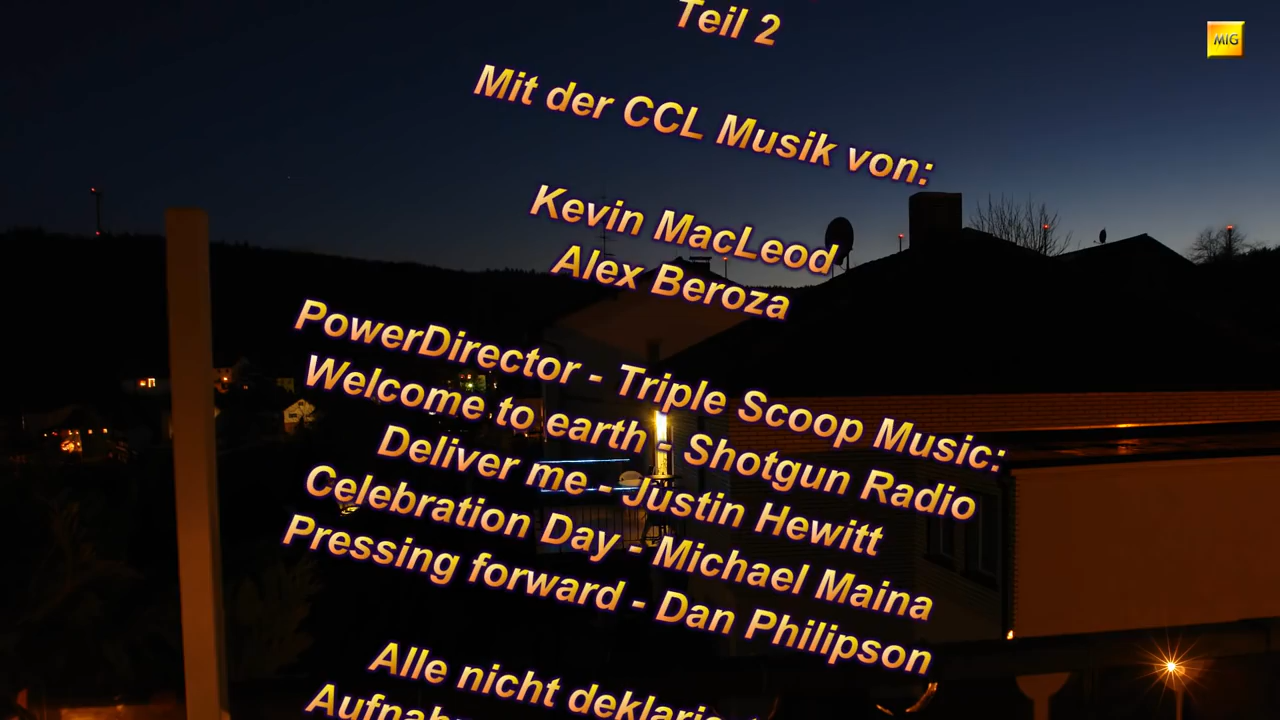 Teil 2
MIG
Mit der CCL Musik von:
Kevin MacLeod
Alex Beroza
PowerDirector - Triple Scoop Music:
Welcome to earth - Shotgun Radio
Deliver me - Justin Hewitt
Celebration Day - Michael Maina
Pressing forward - Dan Philipson
Alle nicht